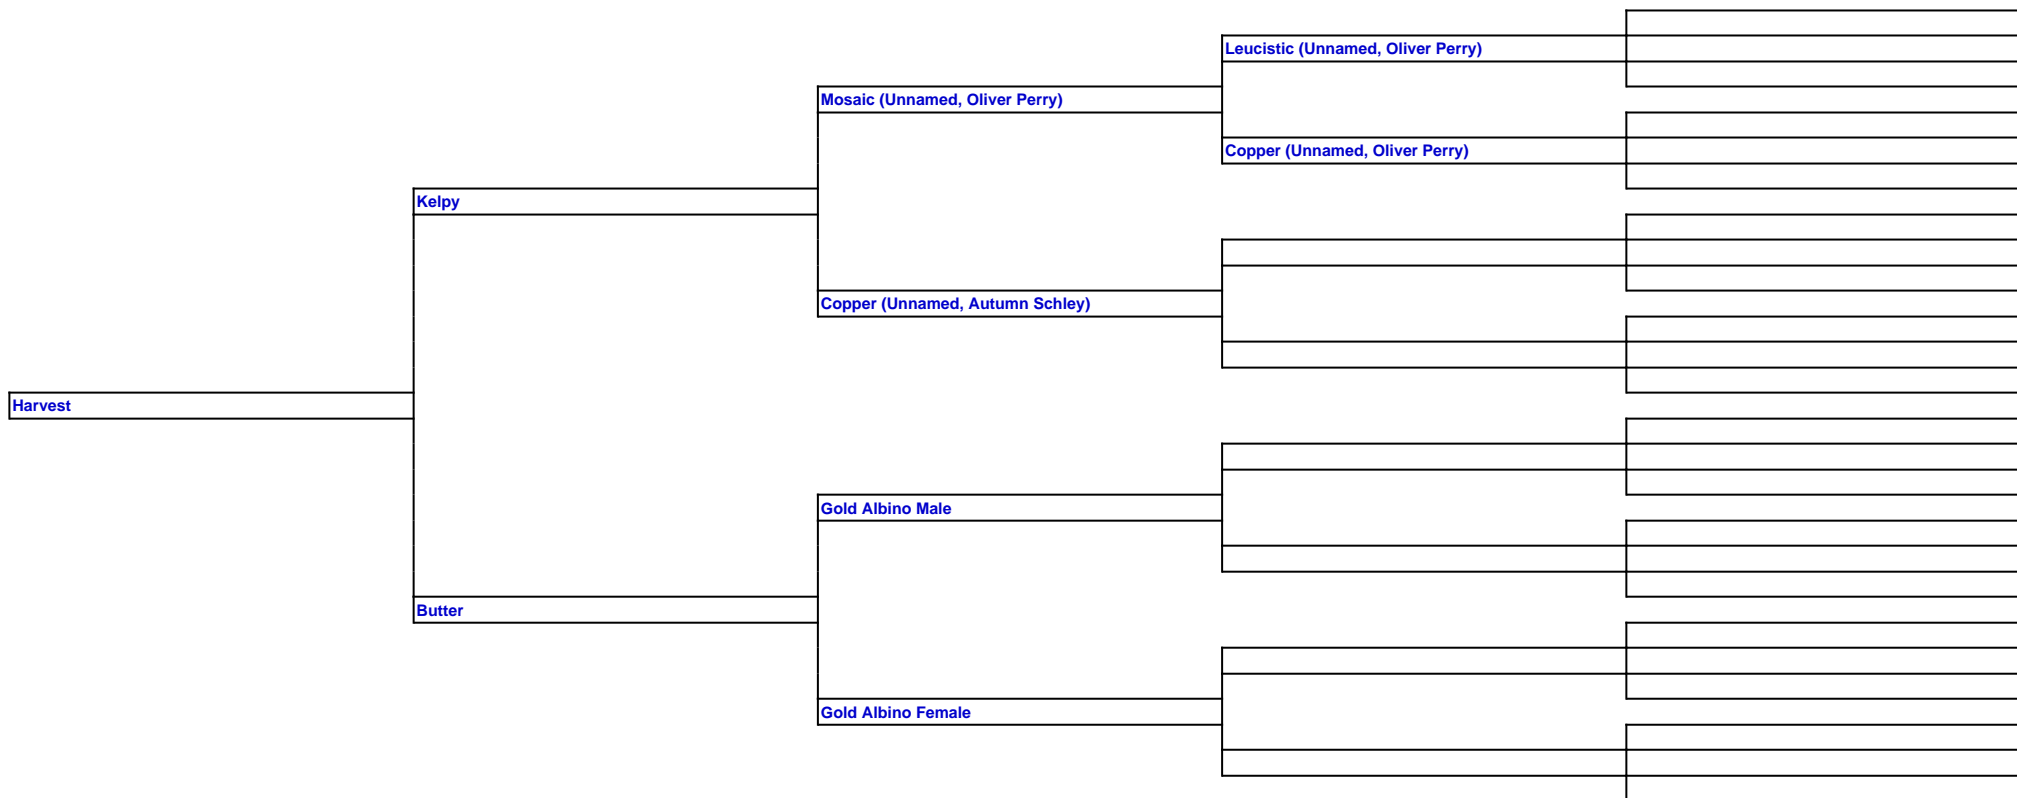 Leucistic (Unnamed, Oliver Perry)
Mosaic (Unnamed, Oliver Perry)
Copper (Unnamed, Oliver Perry)
Kelpy
Copper (Unnamed, Autumn Schley)
Harvest
Gold Albino Male
Butter
Gold Albino Female